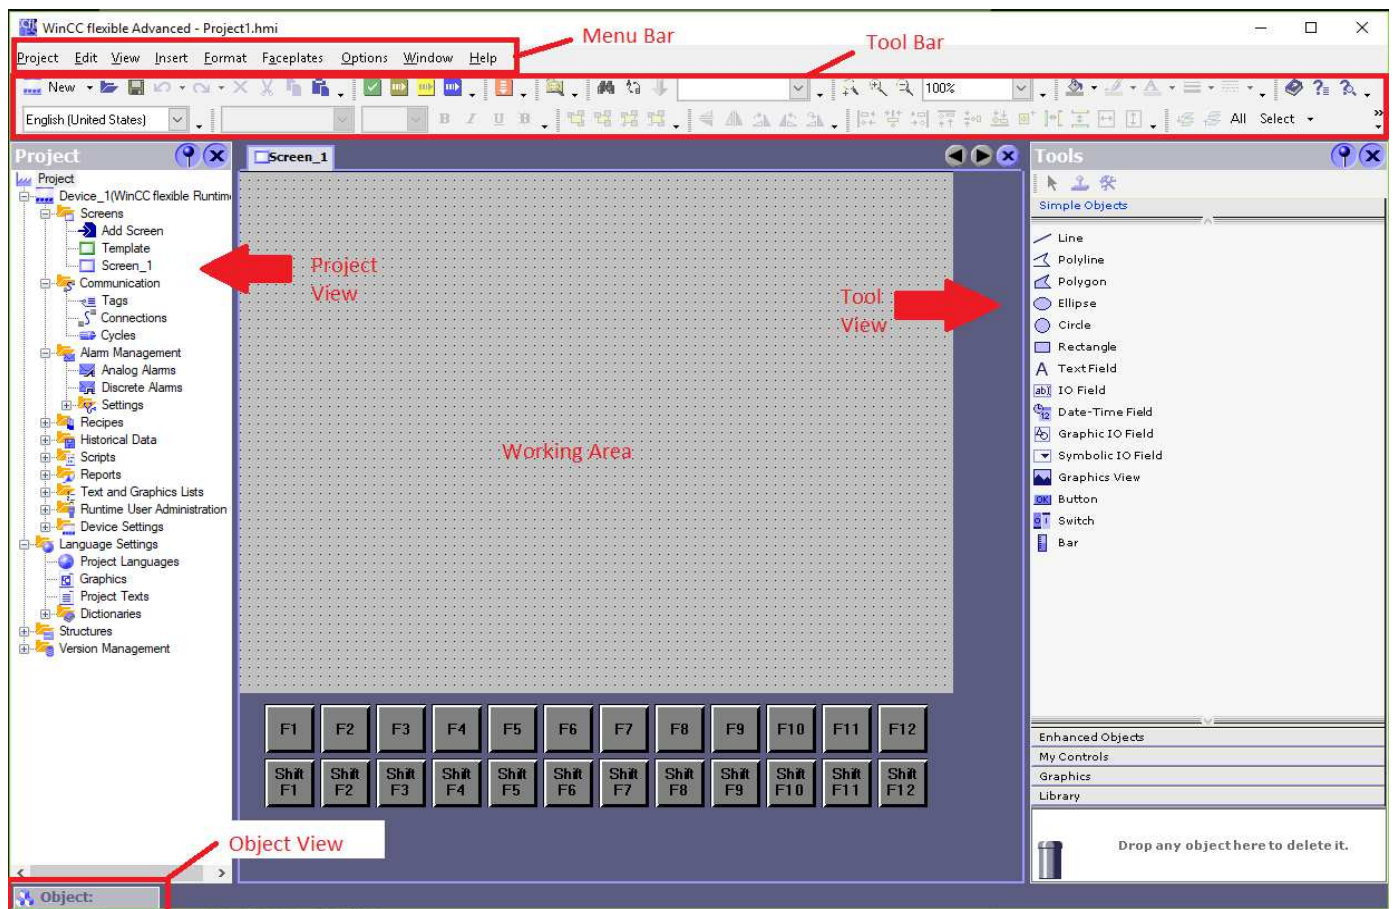 WinCC flexible Advanced - Project1.hmi
Menu Bar
Tool Bar
Project Edit View Insert Format Faceplates Options Window Help
New 100%
English (United States) B I U B All Select
Project
Screen_1
Tools
Project
Device_1(WinCC flexible Runtim
Screens
Add Screen
Template
Screen_1
Communication
Tags
Connections
Cycles
Alarm Management
Analog Alarms
Discrete Alarms
Settings
Recipes
Historical Data
Scripts
Reports
Text and Graphics Lists
Runtime User Administration
Device Settings
Language Settings
Project Languages
Graphics
Project Texts
Dictionaries
Structures
Version Management
Project
View
Working Area
Tool
View
Simple Objects
Line
Polyline
Polygon
Ellipse
Circle
Rectangle
A TextField
ab IO Field
12 Date-Time Field
Graphic IO Field
Symbolic IO Field
Graphics View
OK Button
Switch
Bar
F1 F2 F3 F4 F5 F6 F7 F8 F9 F10 F11 F12
Shift Shift Shift Shift Shift Shift Shift Shift Shift Shift Shift Shift
F1 F2 F3 F4 F5 F6 F7 F8 F9 F10 F11 F12
Enhanced Objects
My Controls
Graphics
Library
Drop any object here to delete it.
Object View
Object: